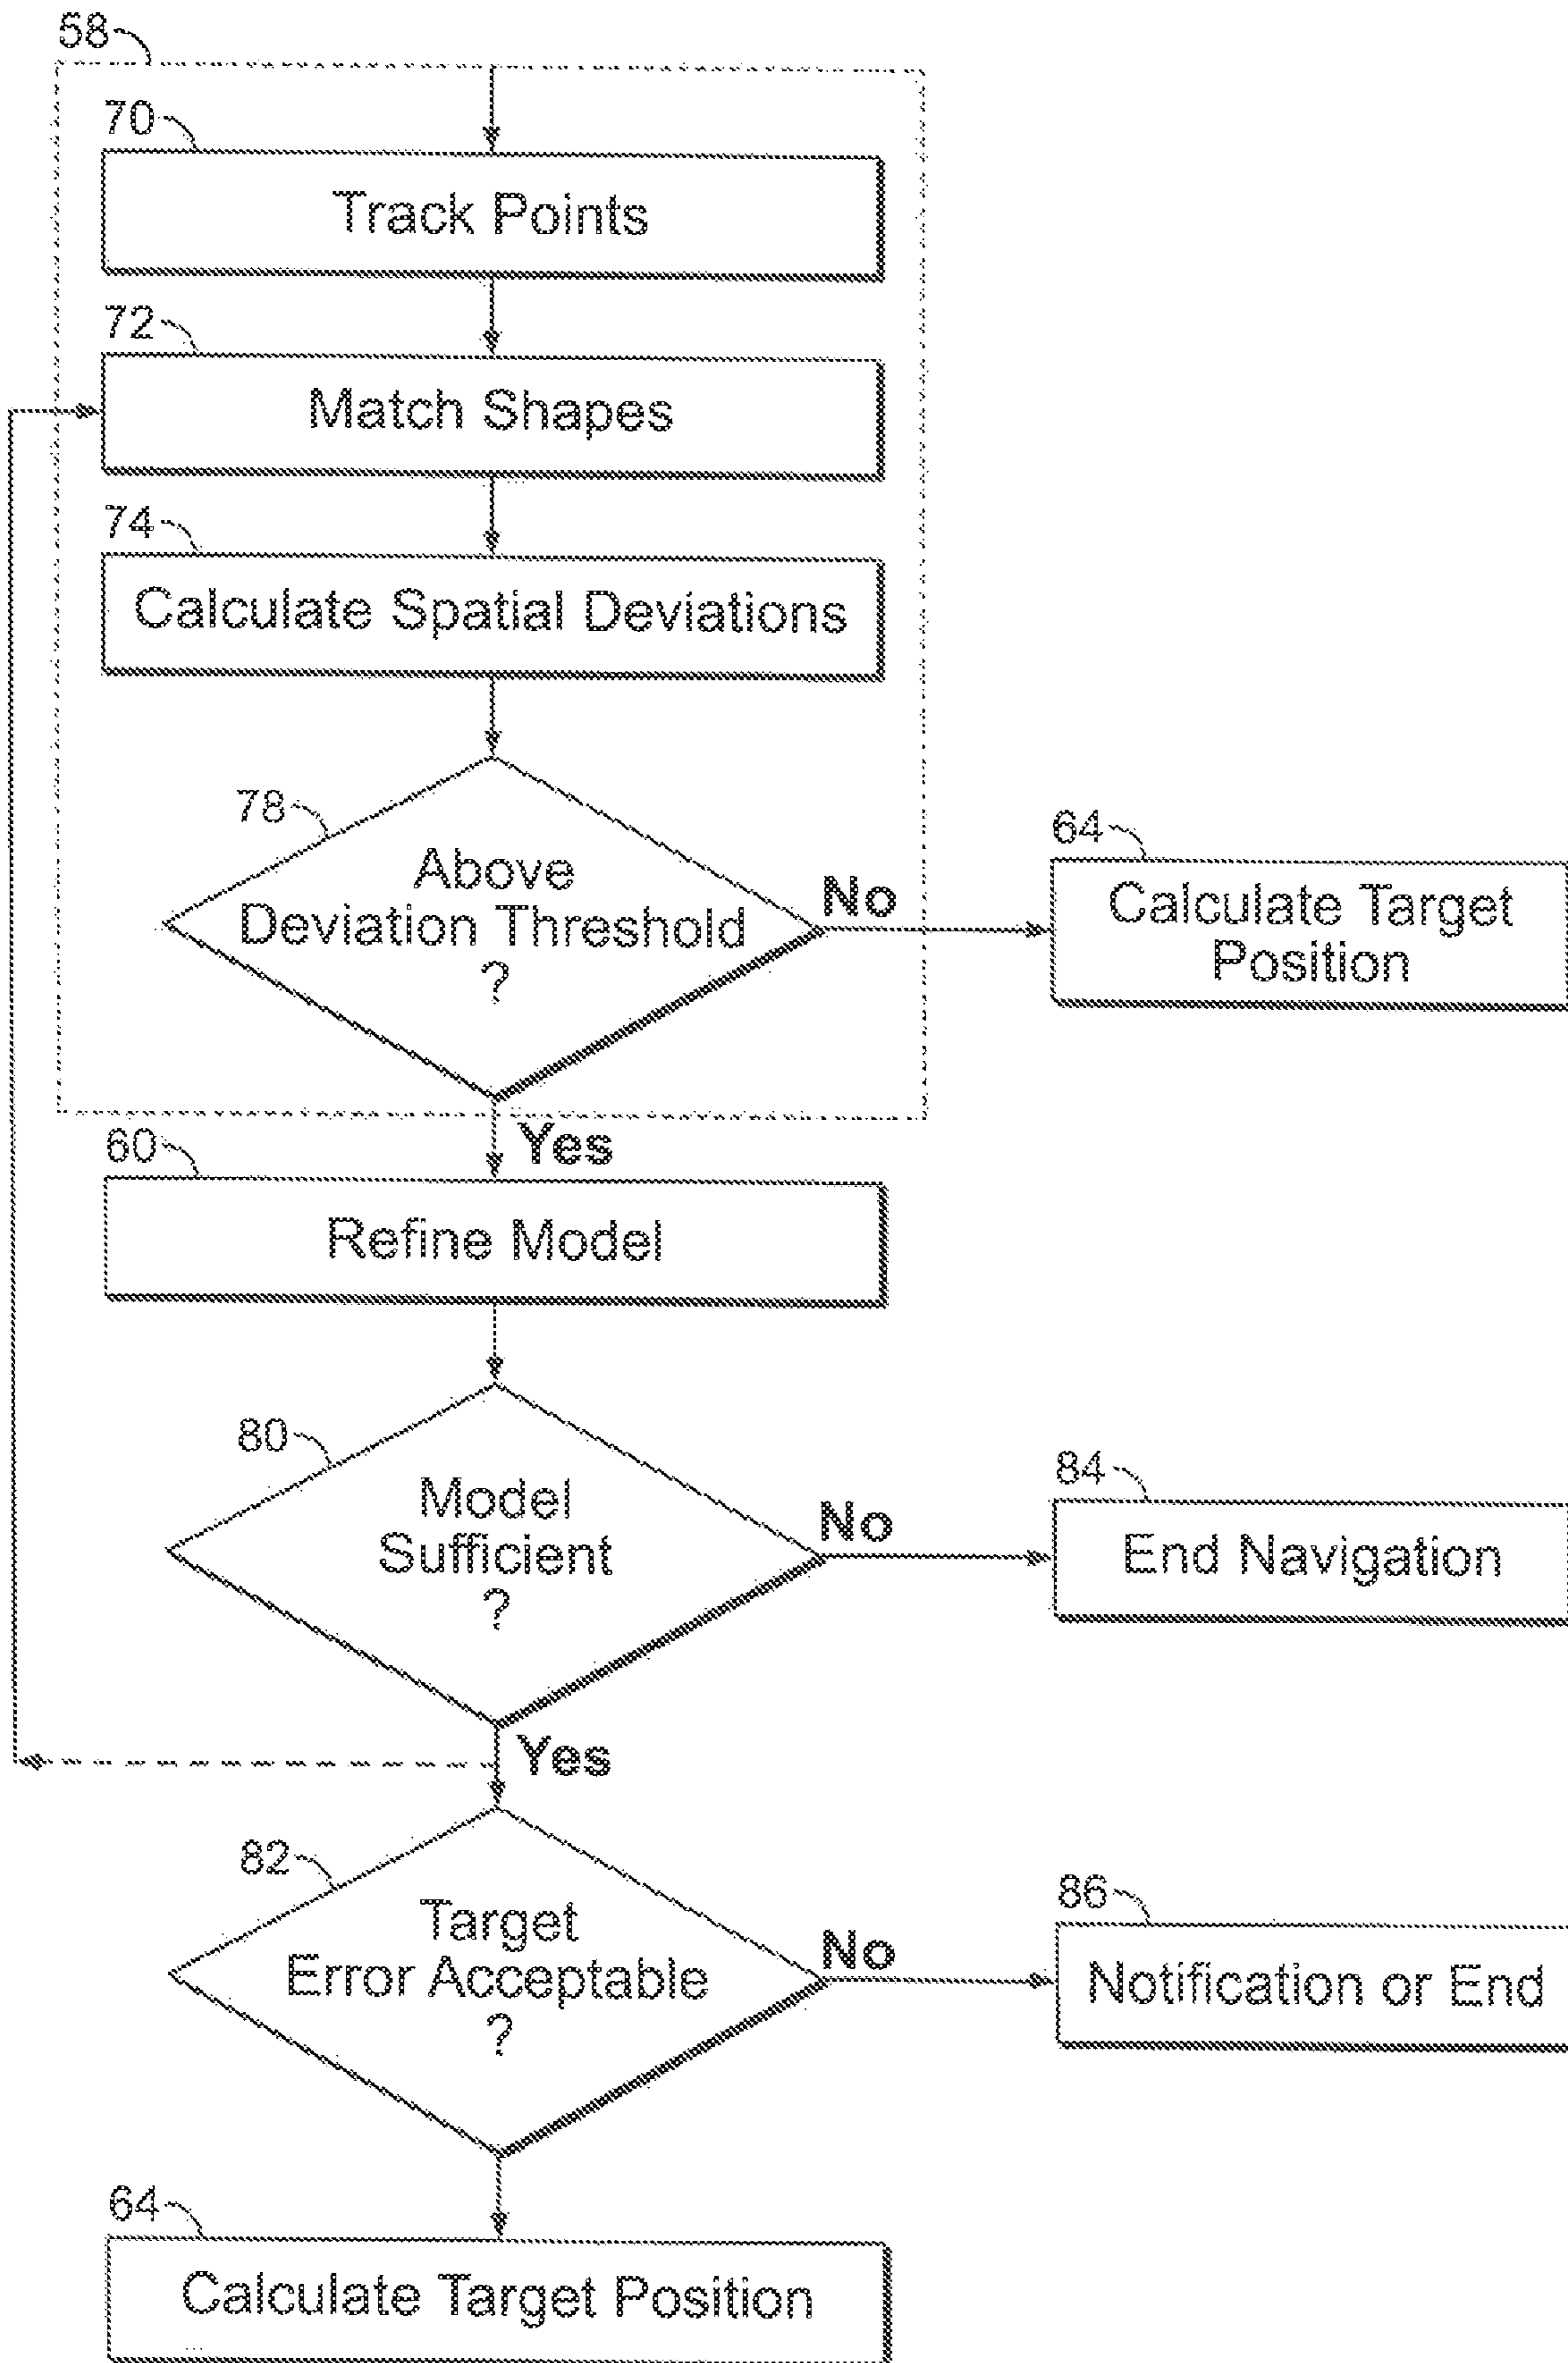 58
70
Track Points
72
Match Shapes
74
Calculate Spatial Deviations
78
Above
Deviation Threshold
?
No
64
Calculate Target
Position
Yes
60
Refine Model
80
Model
Sufficient
?
No
84
End Navigation
Yes
82
Target
Error Acceptable
?
No
86
Notification or End
64
Calculate Target Position